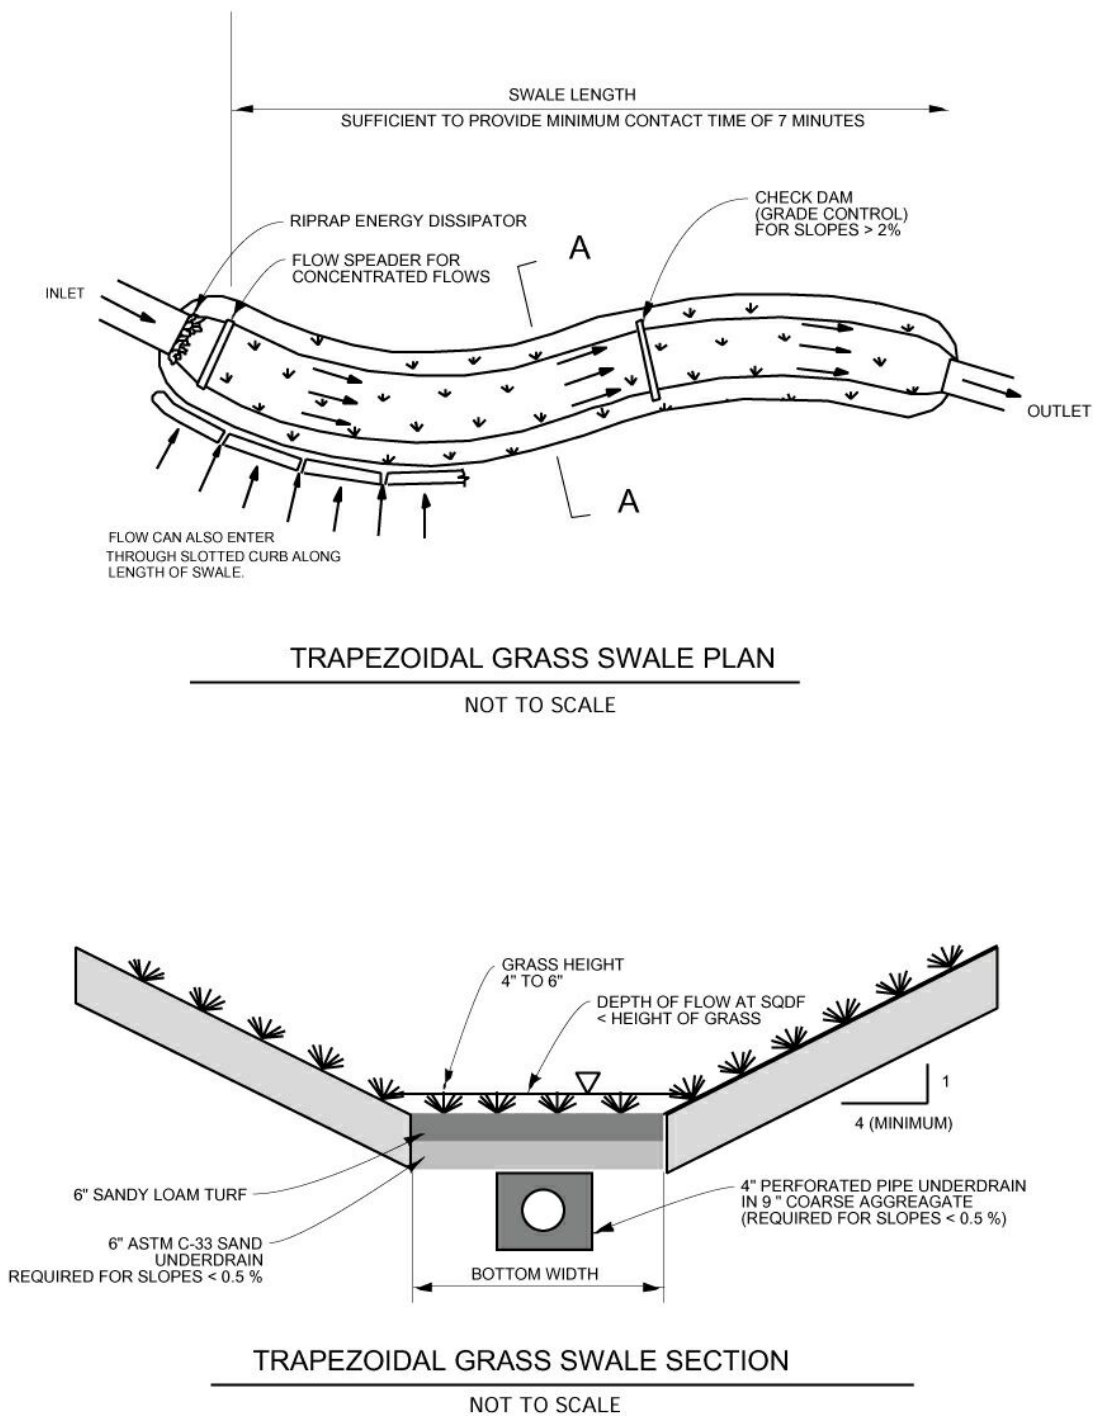 SWALE LENGTH
SUFFICIENT TO PROVIDE MINIMUM CONTACT TIME OF 7 MINUTES
CHECK DAM
(GRADE CONTROL)
FOR SLOPES > 2%
RIPRAP ENERGY DISSIPATOR
FLOW SPEADER FOR
CONCENTRATED FLOWS
A
INLET
OUTLET
A
FLOW CAN ALSO ENTER
THROUGH SLOTTED CURB ALONG
LENGTH OF SWALE.
TRAPEZOIDAL GRASS SWALE PLAN
NOT TO SCALE
GRASS HEIGHT
4" TO 6"
DEPTH OF FLOW AT SQDF
< HEIGHT OF GRASS
1
4 (MINIMUM)
6" SANDY LOAM TURF
4" PERFORATED PIPE UNDERDRAIN
IN 9 " COARSE AGGREAGATE
(REQUIRED FOR SLOPES < 0.5 %)
6" ASTM C-33 SAND
UNDERDRAIN
REQUIRED FOR SLOPES < 0.5 %
BOTTOM WIDTH
TRAPEZOIDAL GRASS SWALE SECTION
NOT TO SCALE